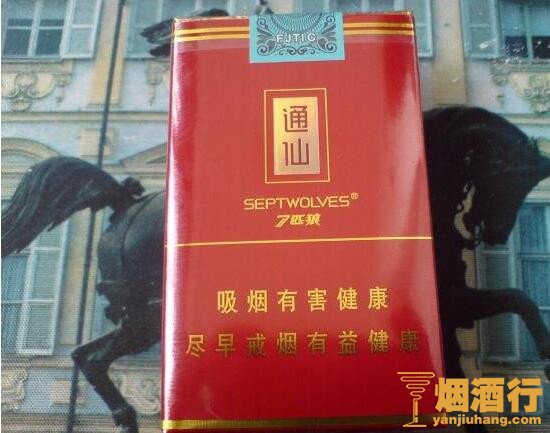 FJTIC
通
仙
SEPTWOLVES®
7匹狼
吸烟有害健康
尽早戒烟有益健康
烟酒行
yanjiuhang.com